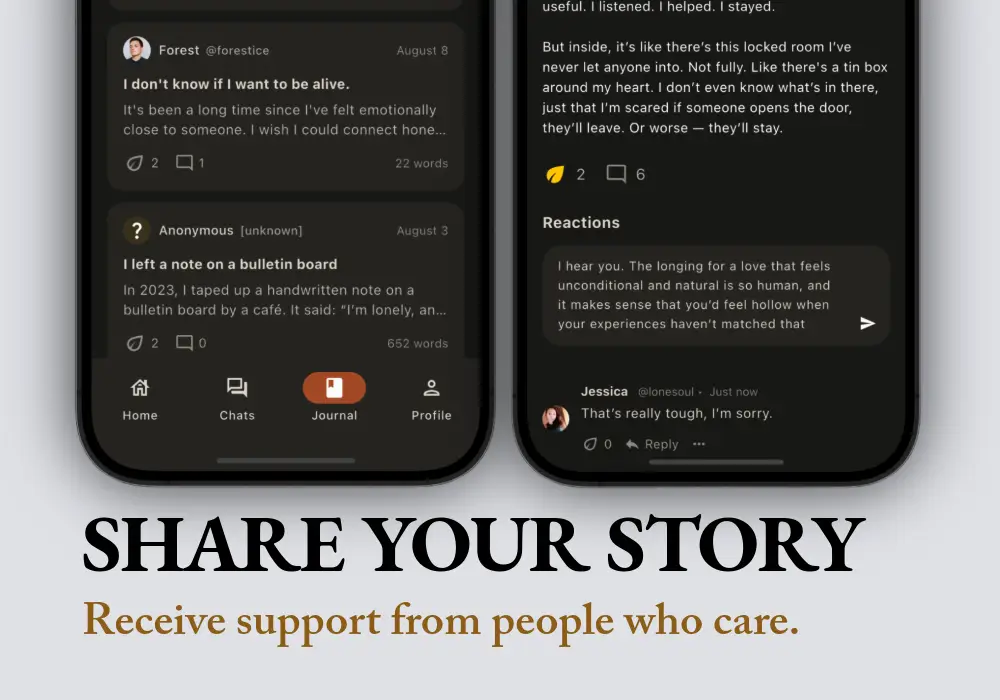 Forest @forestice August 8
I don't know if I want to be alive.
It's been a long time since I've felt emotionally
close to someone. I wish I could connect hone...
2 1 22 words
? Anonymous [unknown] August 3
I left a note on a bulletin board
In 2023, I taped up a handwritten note on a
bulletin board by a café. It said: “I’m lonely, an...
2 0 652 words
Home Chats Journal Profile
useful. I listened. I helped. I stayed.
But inside, it’s like there’s this locked room I’ve
never let anyone into. Not fully. Like there's a tin box
around my heart. I don’t even know what’s in there,
just that I’m scared if someone opens the door,
they’ll leave. Or worse — they’ll stay.
2 6
Reactions
I hear you. The longing for a love that feels
unconditional and natural is so human, and
it makes sense that you’d feel hollow when
your experiences haven’t matched that
Jessica @lonesoul • Just now
That’s really tough, I’m sorry.
0 Reply ···
SHARE YOUR STORY
Receive support from people who care.